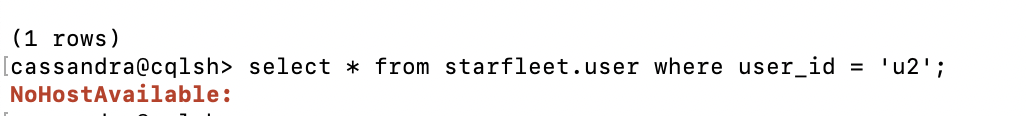 (1 rows)
[cassandra@cqlsh> select * from starfleet.user where user_id = 'u2';
NoHostAvailable: